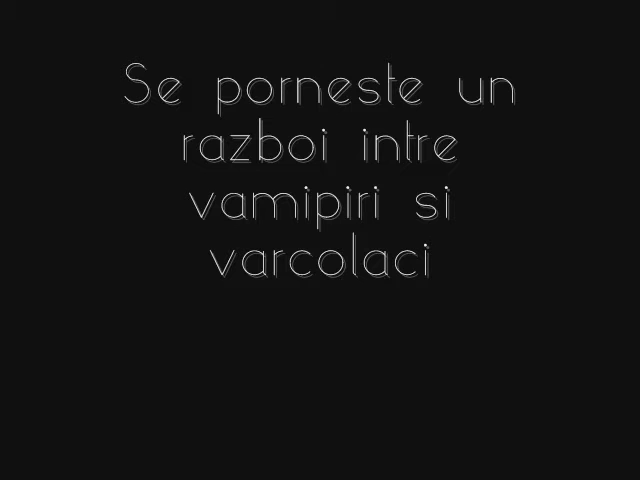 Se porneste un
razboi intre
vamipiri si
varcolaci